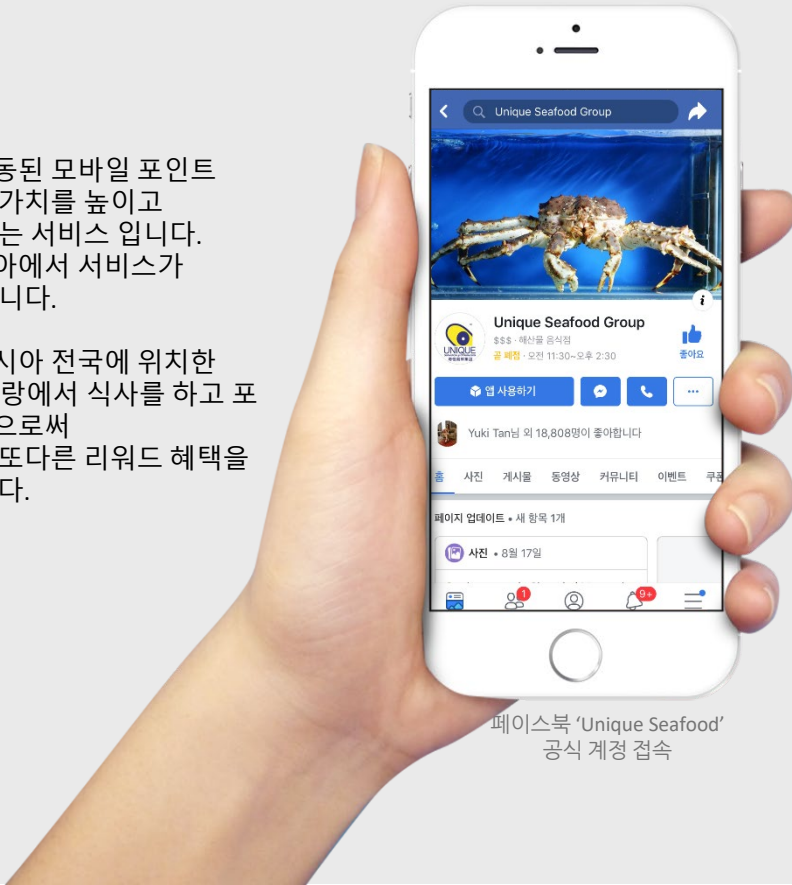 동된 모바일 포인트
가치를 높이고
는 서비스 입니다.
아에서 서비스가
니다.
시아 전국에 위치한
랑에서 식사를 하고 포
으로써
또다른 리워드 혜택을
다.
Unique Seafood Group
UNIQUE
Unique Seafood Group
$$$ · 해산물 음식점
곧 폐점 · 오전 11:30~오후 2:30
좋아요
앱 사용하기
Yuki Tan님 외 18,808명이 좋아합니다
홈 사진 게시물 동영상 커뮤니티 이벤트 쿠폰
페이지 업데이트 • 새 항목 1개
사진 • 8월 17일
1 9+
페이스북 ‘Unique Seafood’
공식 계정 접속